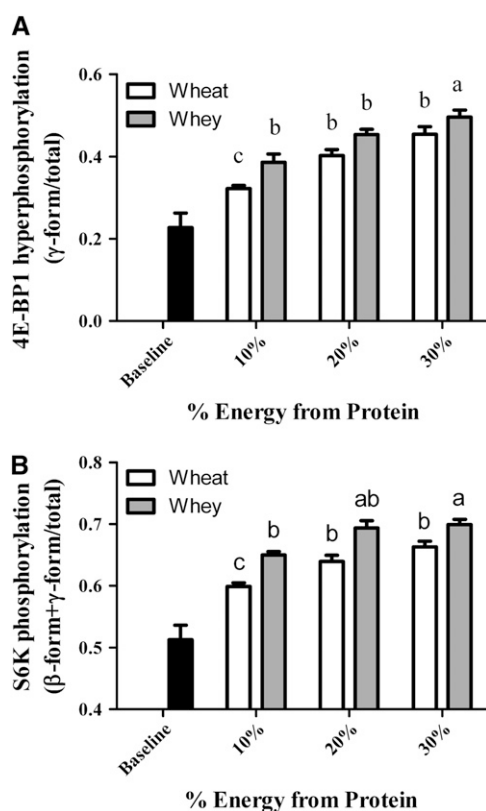 A
4E-BP1 hyperphosphorylation
(γ-form/total)
0.6
0.4
0.2
0.0
Wheat
Whey
c
b
b
b
b
a
Baseline
10%
20%
30%
% Energy from Protein
B
S6K phosphorylation
(β-form+γ-form/total)
0.8
0.7
0.6
0.5
0.4
Wheat
Whey
c
b
b
ab
b
a
Baseline
10%
20%
30%
% Energy from Protein